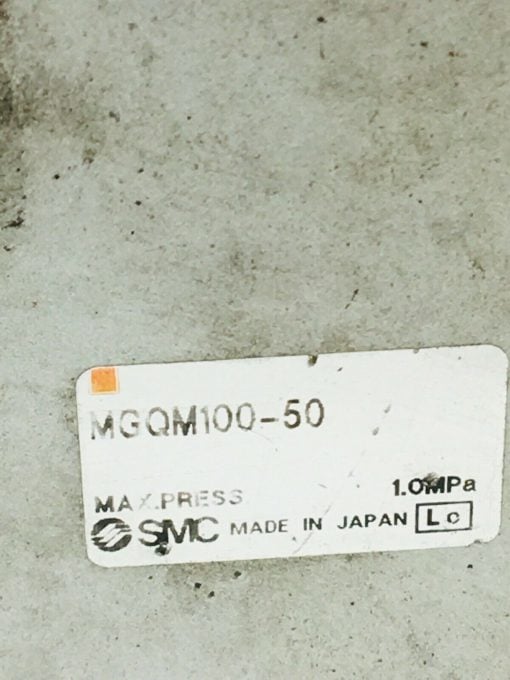 MGQM100-50
MAX.PRESS 1.0MPa
SMC MADE IN JAPAN Lc